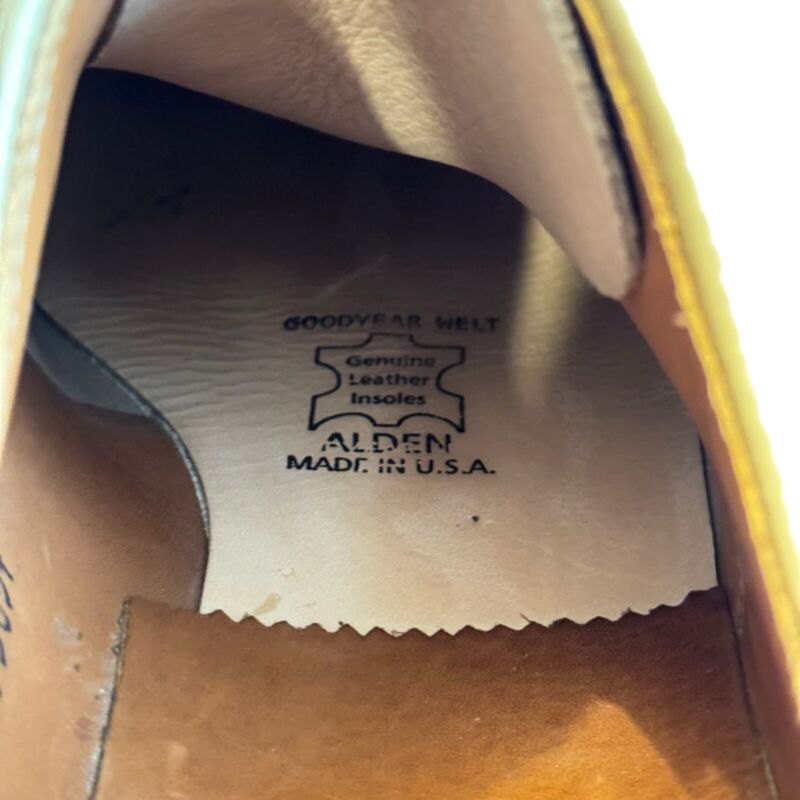 GOODYEAR WELT
Genuine
Leather
Insoles
ALDEN
MADE IN U.S.A.